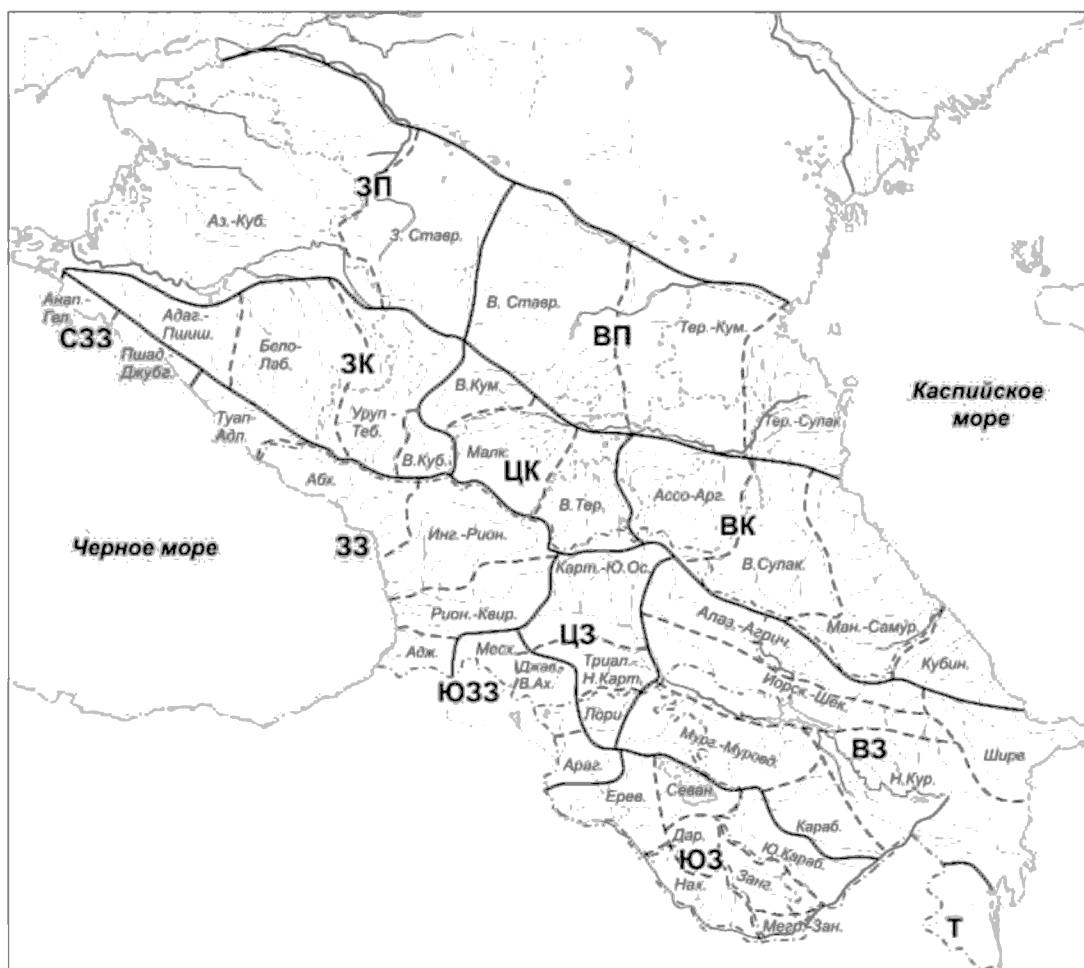 ЗП
Аз.-Куб.
З. Ставр.
В. Ставр.
Анап.-
Гел.
Адаг.-
Пшиш.
СЗЗ
Пшад.-
Джубг.
Бело-
Лаб.
ЗК
ВП
Тер.-Кум.
Каспийское
море
В.Кум.
Туап-
Адл.
Уруп-
Теб.
Тер.-Сулак
Абх.
В.Куб.
Малк.
ЦК
В.Тер.
Ассо-Арг.
ВК
Черное море
ЗЗ
Инг.-Рион.
Карт.-Ю.Ос.
В.Сулак.
Рион.-Квир.
Алаз.-Агрич.
Ман.-Самур.
Адж.
Месх.
ЦЗ
Кубин.
ЮЗЗ
Джав.-
В.Ах.
Триал.-
Н.Карт.
Иорск.-Шек.
Лори
Мург.-Муровд.
ВЗ
Ширв.
Араг.
Н.Кур.
Ерев.
Севан.
Дар.
ЮЗ
Караб.
Ю.Караб.
Нах.
Занг.
Мегр.-Зан.
Т